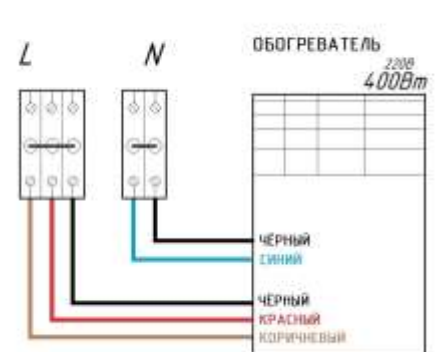 L N ОБОГРЕВАТЕЛЬ
220В
400Вт
ЧЁРНЫЙ
СИНИЙ
ЧЁРНЫЙ
КРАСНЫЙ
КОРИЧНЕВЫЙ